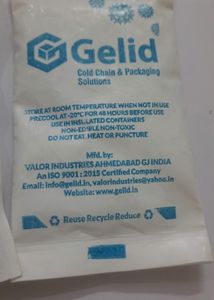 Gelid
Cold Chain & Packaging
Solutions
STORE AT ROOM TEMPERATURE WHEN NOT IN USE
PRECOOL AT -20°C FOR 48 HOURS BEFORE USE
USE IN INSULATED CONTAINERS
NON-EDIBLE NON-TOXIC
DO NOT EAT, HEAT OR PUNCTURE
Mfd. by:
VALOR INDUSTRIES AHMEDABAD GJ INDIA
An ISO 9001 : 2015 Certified Company
Email: info@gelid.in, valorindustries@yahoo.in
Website: www.gelid.in
Reuse Recycle Reduce